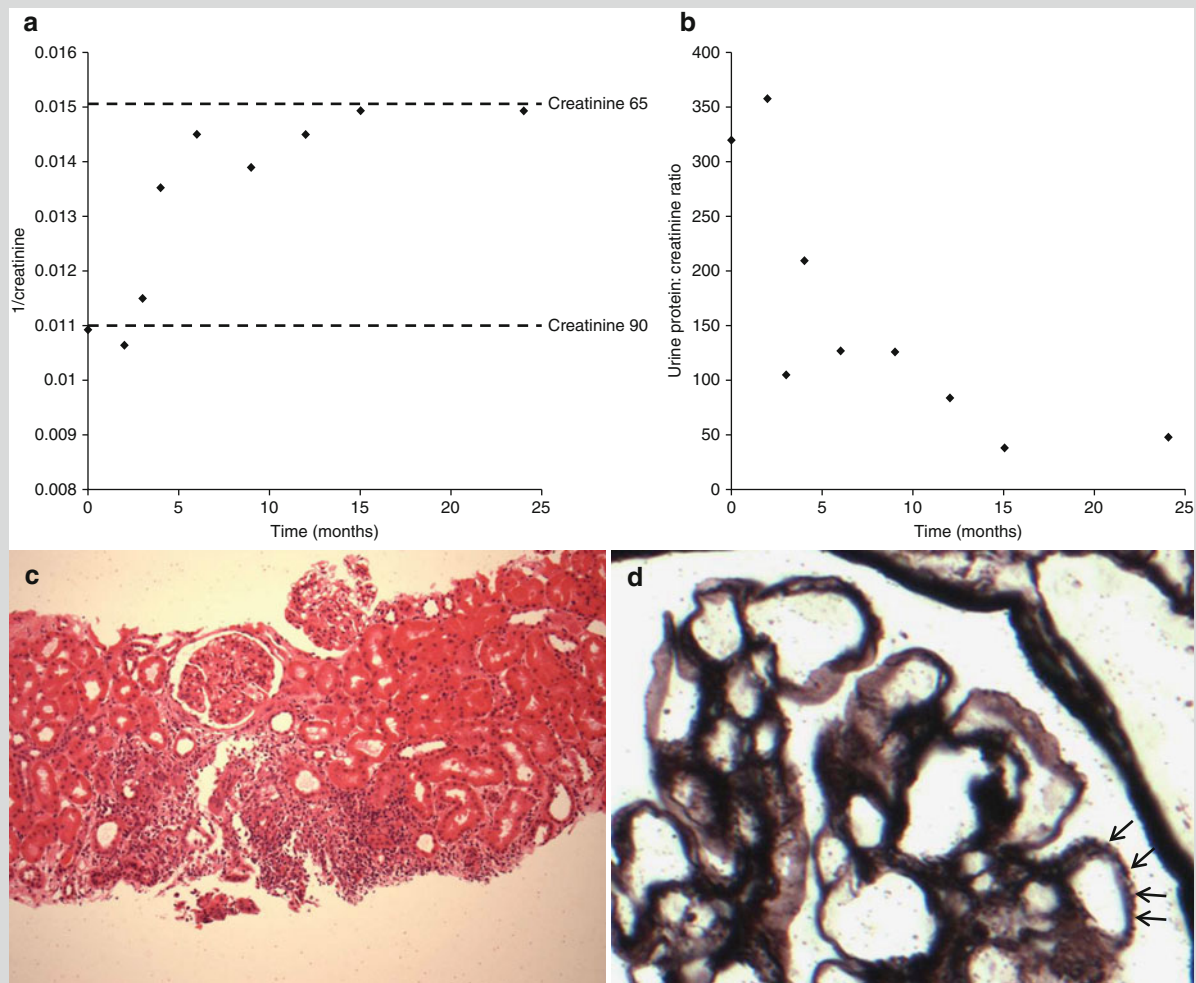 a
0.016
0.015
0.014
0.013
0.012
0.011
0.01
0.009
0.008
1/creatinine
Creatinine 65
Creatinine 90
0 5 10 15 20 25
Time (months)
b
400
350
300
250
200
150
100
50
0
Urine protein: creatinine ratio
0 5 10 15 20 25
Time (months)
c
d